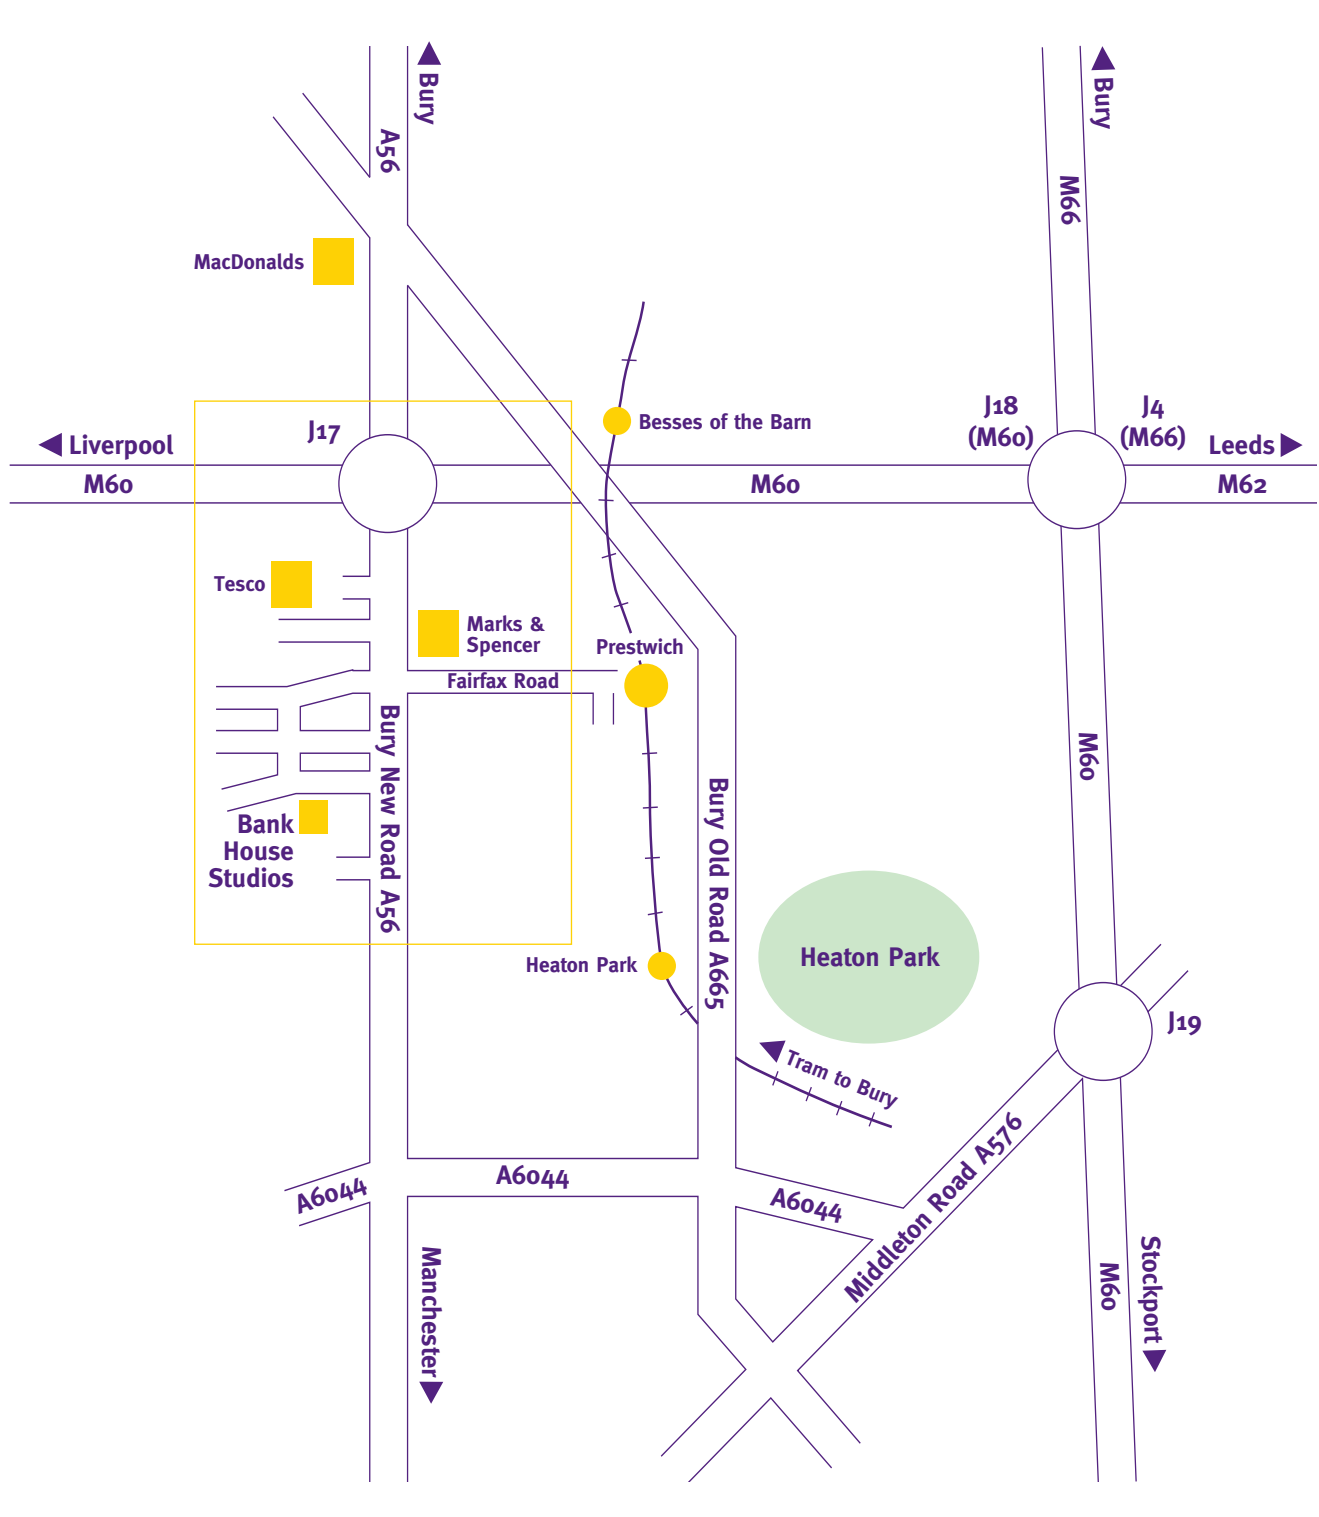 Bury
Bury
A56
M66
MacDonalds
J18
(M60)
J4
(M66)
Besses of the Barn
J17
Liverpool
Leeds
M60
M60
M62
Tesco
Marks &
Spencer
Prestwich
Fairfax Road
Bury New Road A56
M60
Bury Old Road A665
Bank
House
Studios
Heaton Park
Heaton Park
J19
Tram to Bury
Middleton Road A576
A6044
A6044
A6044
Manchester
Stockport
M60